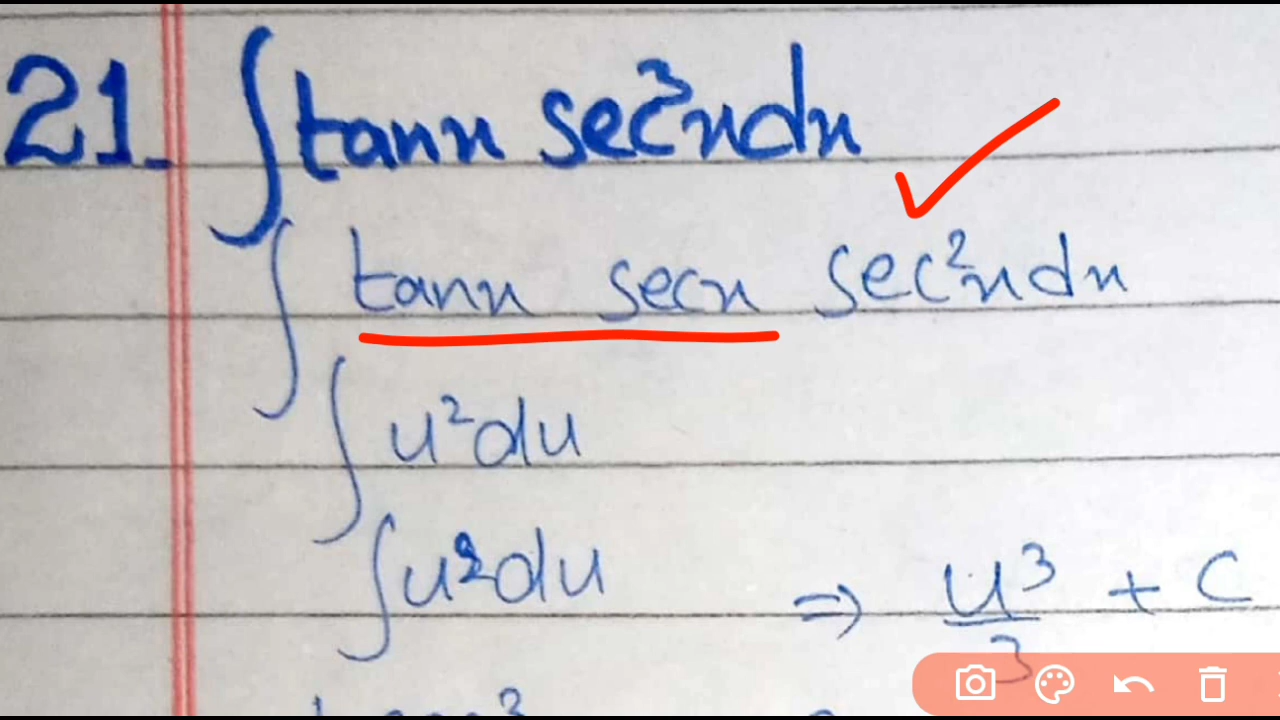 21. ∫tanx sec³x dx
∫ tanx secx sec²x dx
∫ u²du
∫u²du ⇒ u³/3 + C